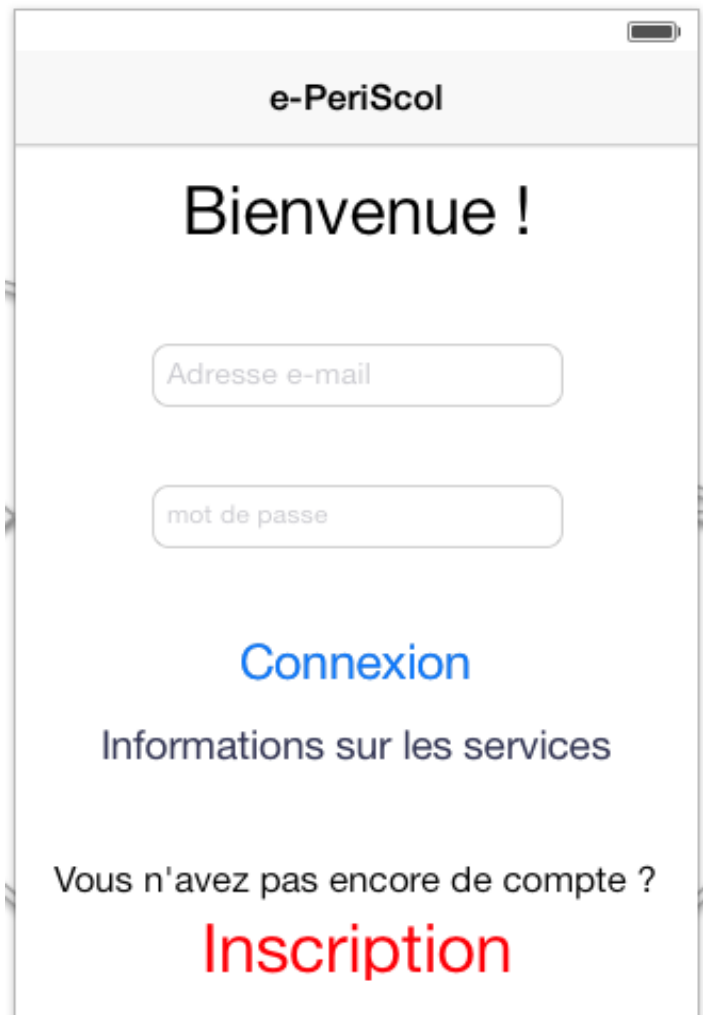 e-PeriScol
Bienvenue !
Adresse e-mail
mot de passe
Connexion
Informations sur les services
Vous n'avez pas encore de compte ?
Inscription